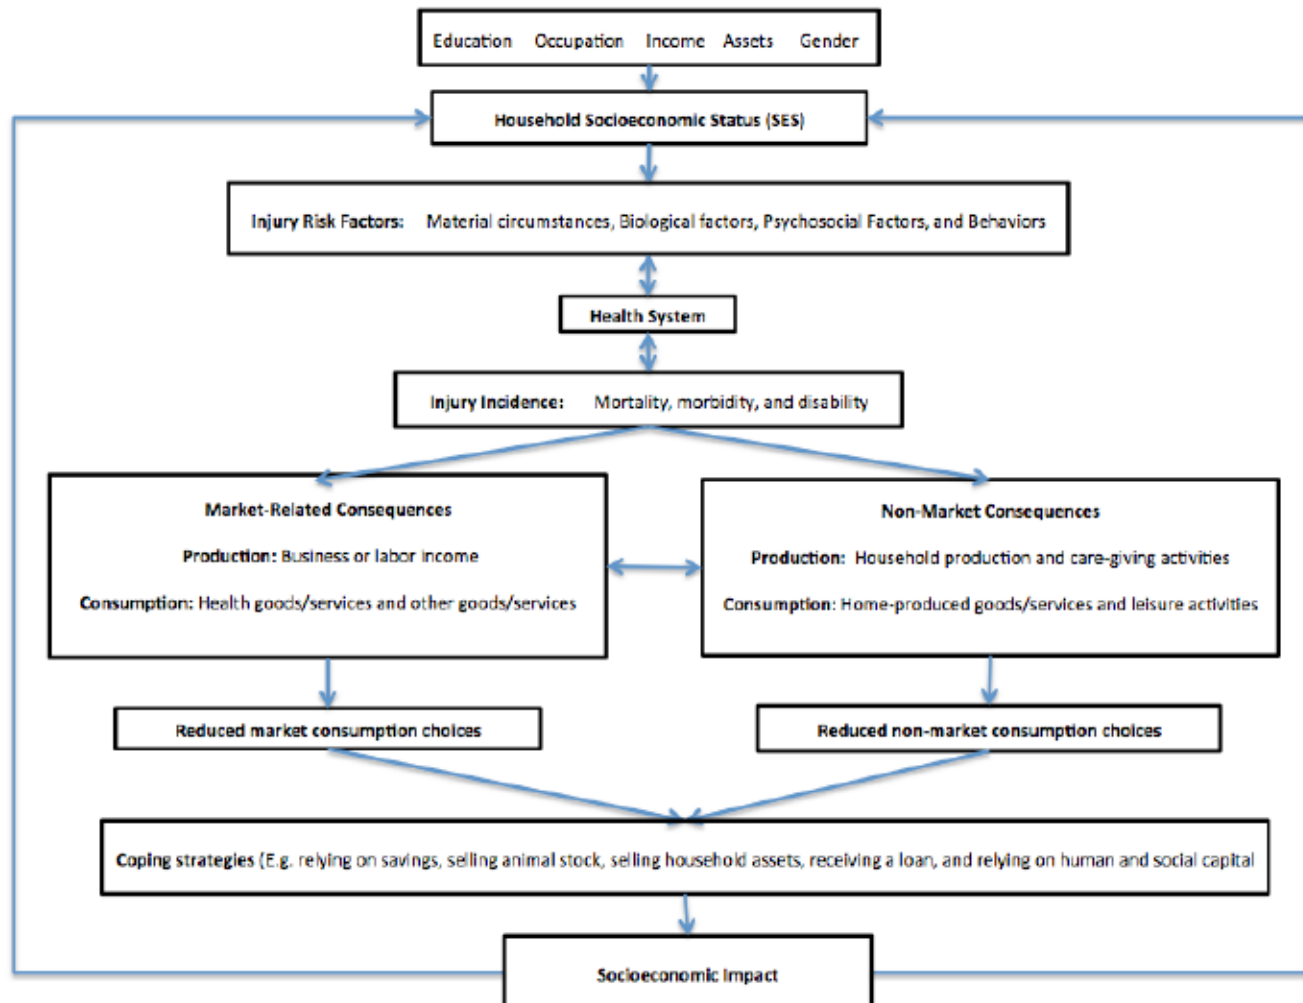 Education Occupation Income Assets Gender
Household Socioeconomic Status (SES)
Injury Risk Factors: Material circumstances, Biological factors, Psychosocial Factors, and Behaviors
Health System
Injury Incidence: Mortality, morbidity, and disability
Market-Related Consequences
Production: Business or labor income
Consumption: Health goods/services and other goods/services
Non-Market Consequences
Production: Household production and care-giving activities
Consumption: Home-produced goods/services and leisure activities
Reduced market consumption choices
Reduced non-market consumption choices
Coping strategies (E.g. relying on savings, selling animal stock, selling household assets, receiving a loan, and relying on human and social capital
Socioeconomic Impact